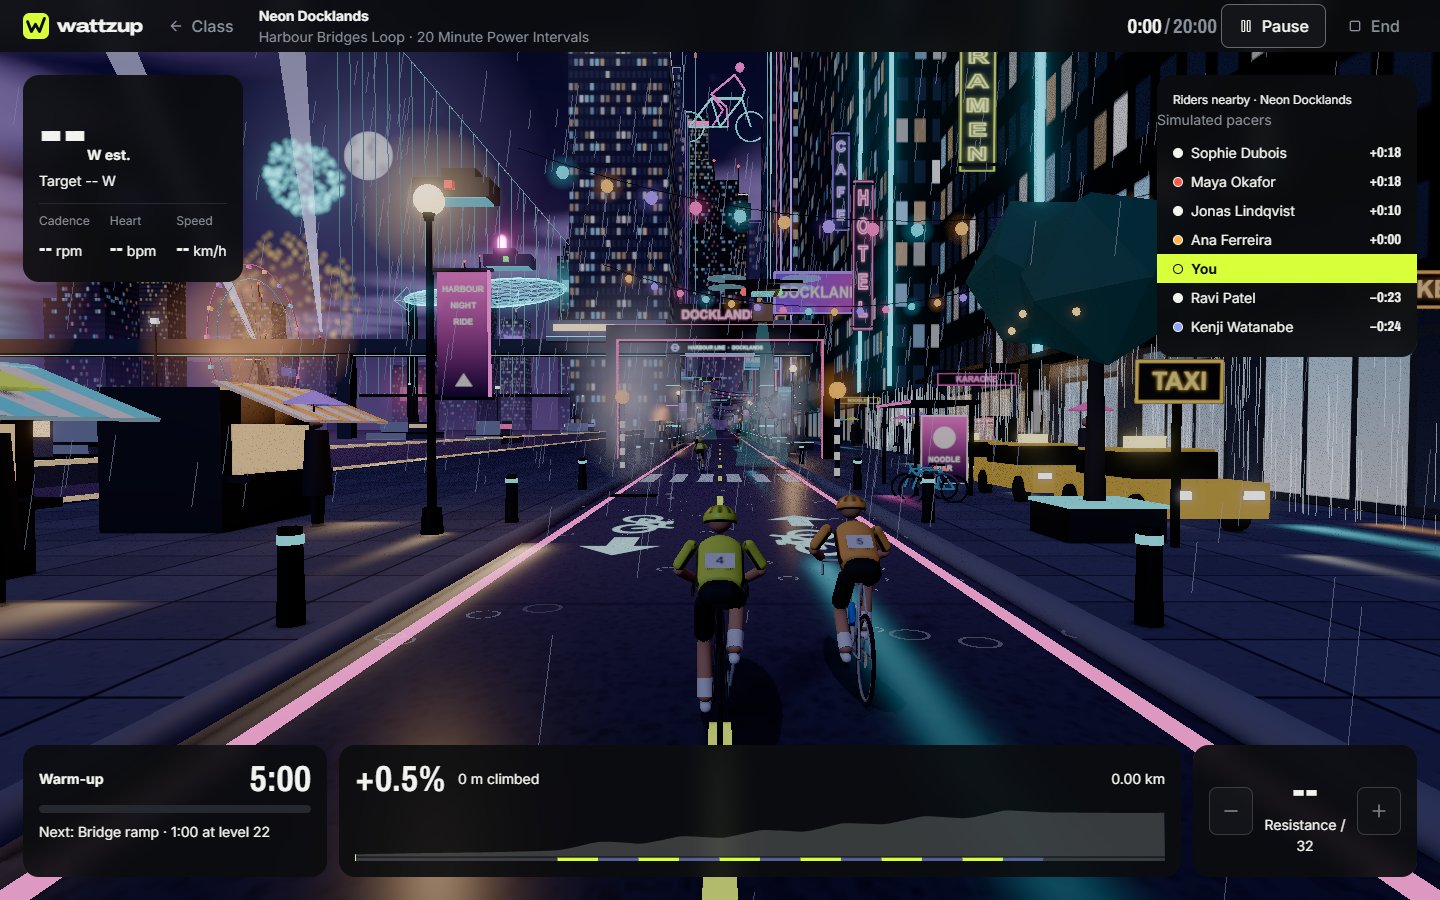 wattzup
Class
Neon Docklands
Harbour Bridges Loop · 20 Minute Power Intervals
0:00 / 20:00
Pause
End
-- W est.
Target -- W
Cadence Heart Speed
-- rpm -- bpm -- km/h
Riders nearby · Neon Docklands
Simulated pacers
Sophie Dubois +0:18
Maya Okafor +0:18
Jonas Lindqvist +0:10
Ana Ferreira +0:00
You
Ravi Patel −0:23
Kenji Watanabe −0:24
RAMEN
CAFE
HOTEL
HARBOUR
NIGHT
RIDE
DOCKLANDS
HARBOUR LINE · DOCKLANDS
KARAOKE
TAXI
NOODLE
BAR
4
5
Warm-up 5:00
Next: Bridge ramp · 1:00 at level 22
+0.5% 0 m climbed 0.00 km
−
--
+
Resistance /
32